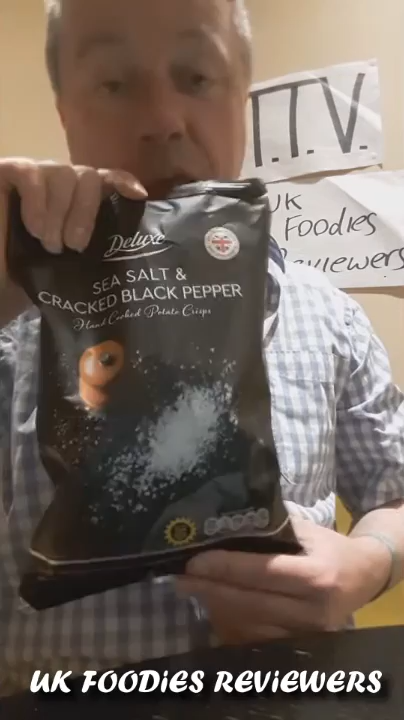 T.T.V.
UK
Foodies
Reviewers
Deluxe
SEA SALT &
CRACKED BLACK PEPPER
Hand Cooked Potato Crisps
UK FOODiES REViEWERS